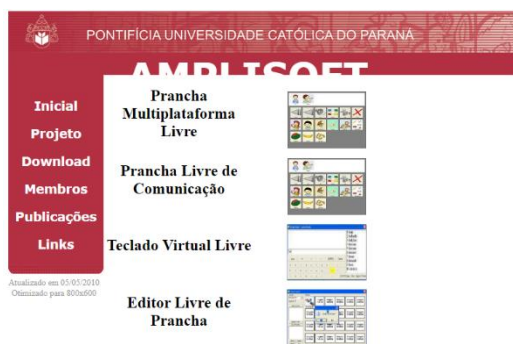 PONTIFÍCIA UNIVERSIDADE CATÓLICA DO PARANÁ
AMPLISOFT
Inicial
Projeto
Download
Membros
Publicações
Links
Atualizado em 05/05/2010
Otimizado para 800x600
Prancha
Multiplataforma
Livre
Prancha Livre de
Comunicação
Teclado Virtual Livre
Editor Livre de
Prancha